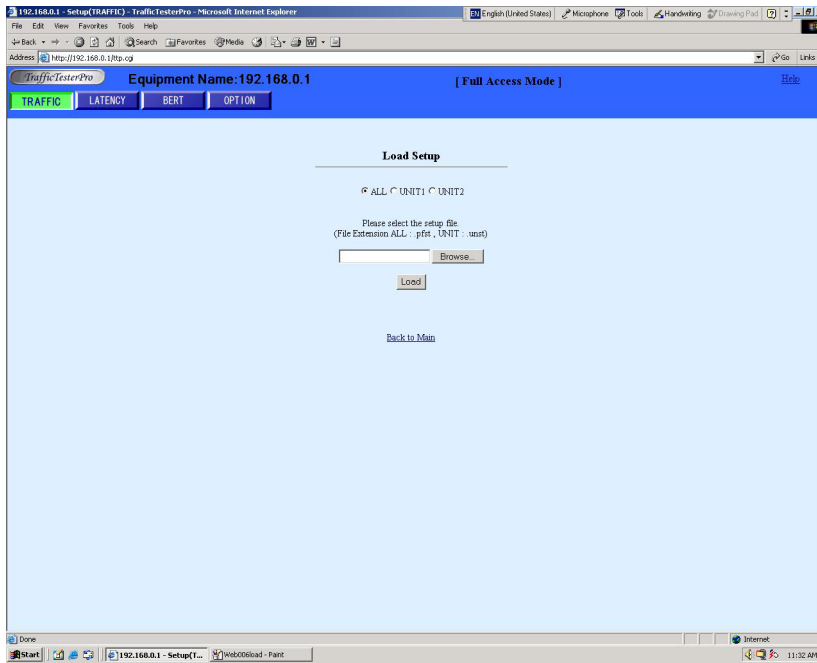 192.168.0.1 - Setup(TRAFFIC) - TrafficTesterPro - Microsoft Internet Explorer
EN English (United States) Microphone Tools Handwriting Drawing Pad
File Edit View Favorites Tools Help
Back Search Favorites Media
Address http://192.168.0.1/ttp.cgi Go Links
TrafficTesterPro Equipment Name:192.168.0.1 [ Full Access Mode ] Help
TRAFFIC LATENCY BERT OPTION
Load Setup
ALL UNIT1 UNIT2
Please select the setup file.
(File Extension ALL : .pfst , UNIT : .unst)
Browse...
Load
Back to Main
Done Internet
Start 192.168.0.1 - Setup(T... Web006load - Paint 11:32 AM